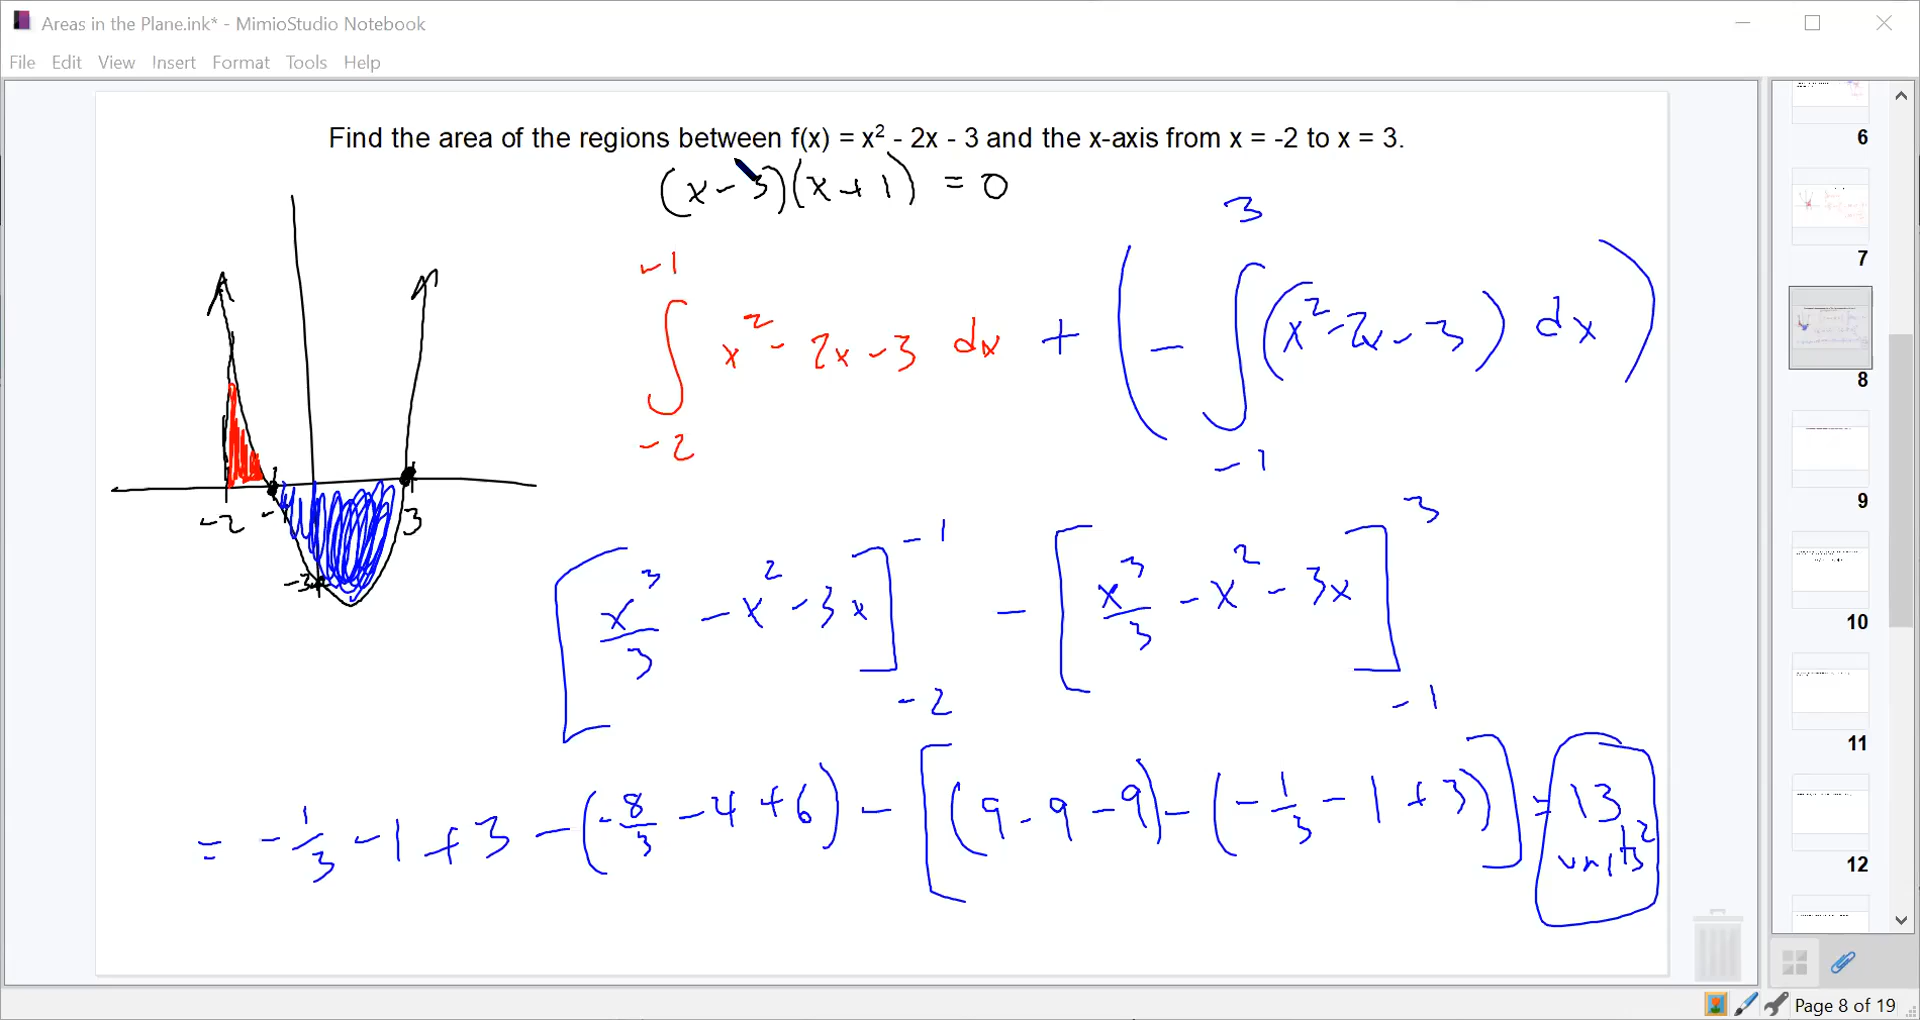 Areas in the Plane.ink* - MimioStudio Notebook
File Edit View Insert Format Tools Help
Find the area of the regions between f(x) = x² - 2x - 3 and the x-axis from x = -2 to x = 3.
(x - 3)(x + 1) = 0
∫_{-2}^{-1} x² - 2x - 3 dx + ( - ∫_{-1}^{3} (x² - 2x - 3) dx )
-2 -1 3
-3
[ x³/3 - x² - 3x ]_{-2}^{-1} - [ x³/3 - x² - 3x ]_{-1}^{3}
= -1/3 - 1 + 3 - (-8/3 - 4 + 6) - [ (9 - 9 - 9) - (-1/3 - 1 + 3) ] = 13 units²
6
7
8
9
10
11
12
Page 8 of 19